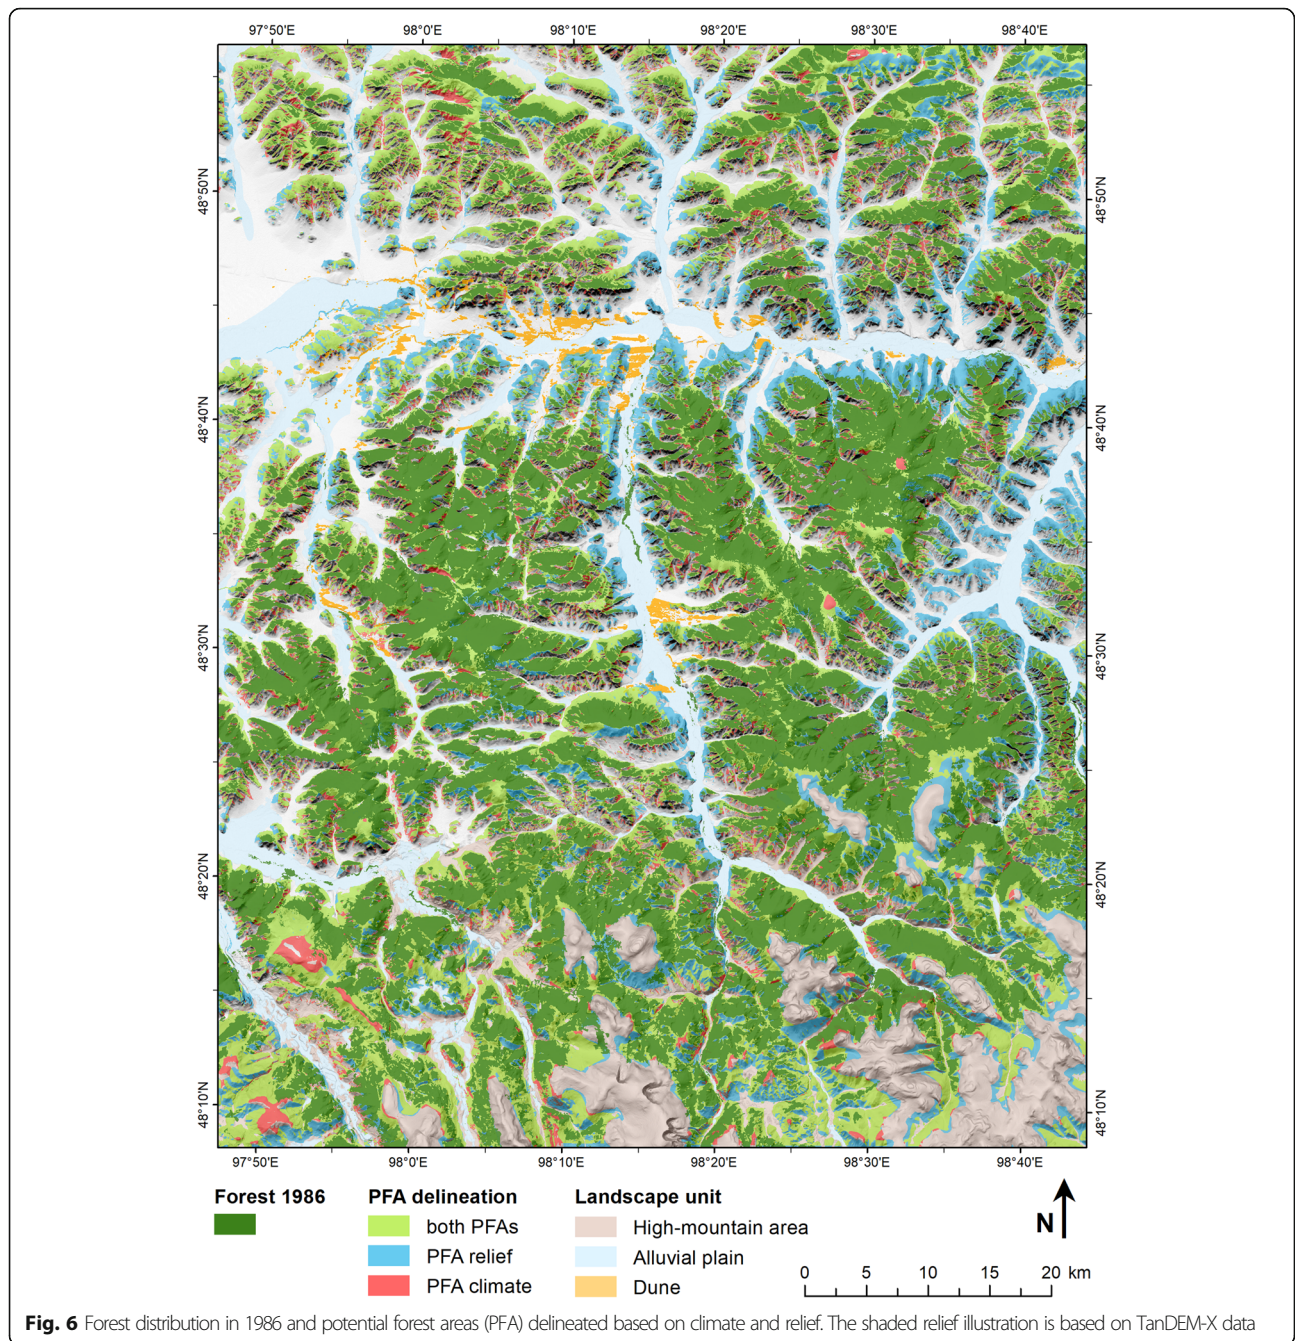 97°50'E 98°0'E 98°10'E 98°20'E 98°30'E 98°40'E
48°50'N 48°50'N
48°40'N 48°40'N
48°30'N 48°30'N
48°20'N 48°20'N
48°10'N 48°10'N
97°50'E 98°0'E 98°10'E 98°20'E 98°30'E 98°40'E
Forest 1986
PFA delineation
both PFAs
PFA relief
PFA climate
Landscape unit
High-mountain area
Alluvial plain
Dune
N
0 5 10 15 20 km
Fig. 6 Forest distribution in 1986 and potential forest areas (PFA) delineated based on climate and relief. The shaded relief illustration is based on TanDEM-X data